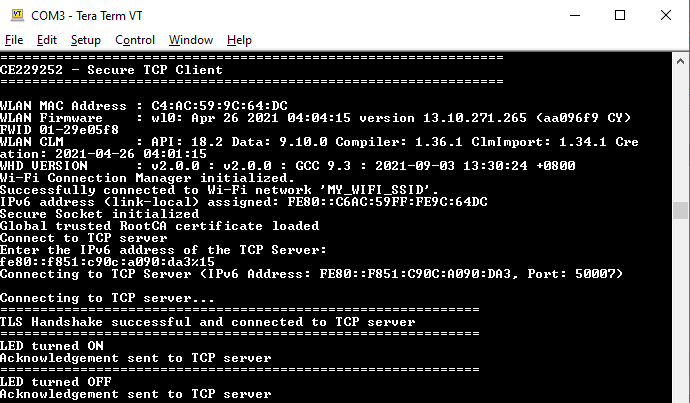 COM3 - Tera Term VT
File Edit Setup Control Window Help
================================================================
CE229252 - Secure TCP Client
================================================================
WLAN MAC Address : C4:AC:59:9C:64:DC
WLAN Firmware    : wl0: Apr 26 2021 04:04:15 version 13.10.271.265 (aa096f9 CY)
FWID 01-29e05f8
WLAN CLM         : API: 18.2 Data: 9.10.0 Compiler: 1.36.1 ClmImport: 1.34.1 Cre
ation: 2021-04-26 04:01:15
WHD VERSION      : v2.0.0 : v2.0.0 : GCC 9.3 : 2021-09-03 13:30:24 +0800
Wi-Fi Connection Manager initialized.
Successfully connected to Wi-Fi network 'MY_WIFI_SSID'.
IPv6 address (link-local) assigned: FE80::C6AC:59FF:FE9C:64DC
Secure Socket initialized
Global trusted RootCA certificate loaded
Connect to TCP server
Enter the IPv6 address of the TCP Server:
fe80::f851:c90c:a090:da3%15
Connecting to TCP Server (IPv6 Address: FE80::F851:C90C:A090:DA3, Port: 50007)
Connecting to TCP server...
=============================================================
TLS Handshake successful and connected to TCP server
=============================================================
LED turned ON
Acknowledgement sent to TCP server
=============================================================
LED turned OFF
Acknowledgement sent to TCP server